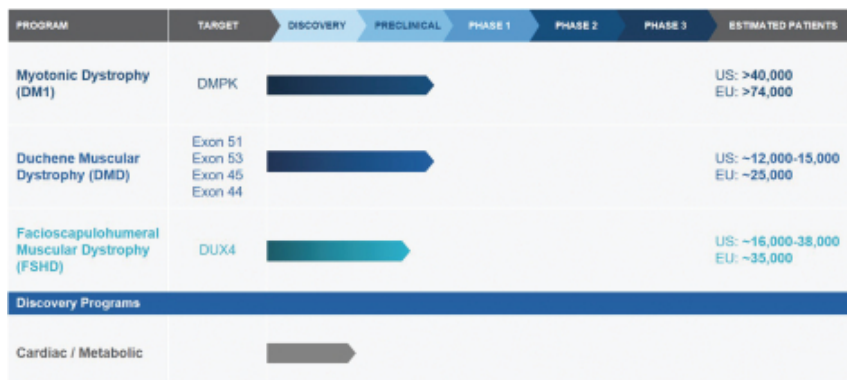 PROGRAM TARGET DISCOVERY PRECLINICAL PHASE 1 PHASE 2 PHASE 3 ESTIMATED PATIENTS
Myotonic Dystrophy
(DM1)
DMPK
US: >40,000
EU: >74,000
Duchene Muscular
Dystrophy (DMD)
Exon 51
Exon 53
Exon 45
Exon 44
US: ~12,000-15,000
EU: ~25,000
Facioscapulohumeral
Muscular Dystrophy
(FSHD)
DUX4
US: ~16,000-38,000
EU: ~35,000
Discovery Programs
Cardiac / Metabolic